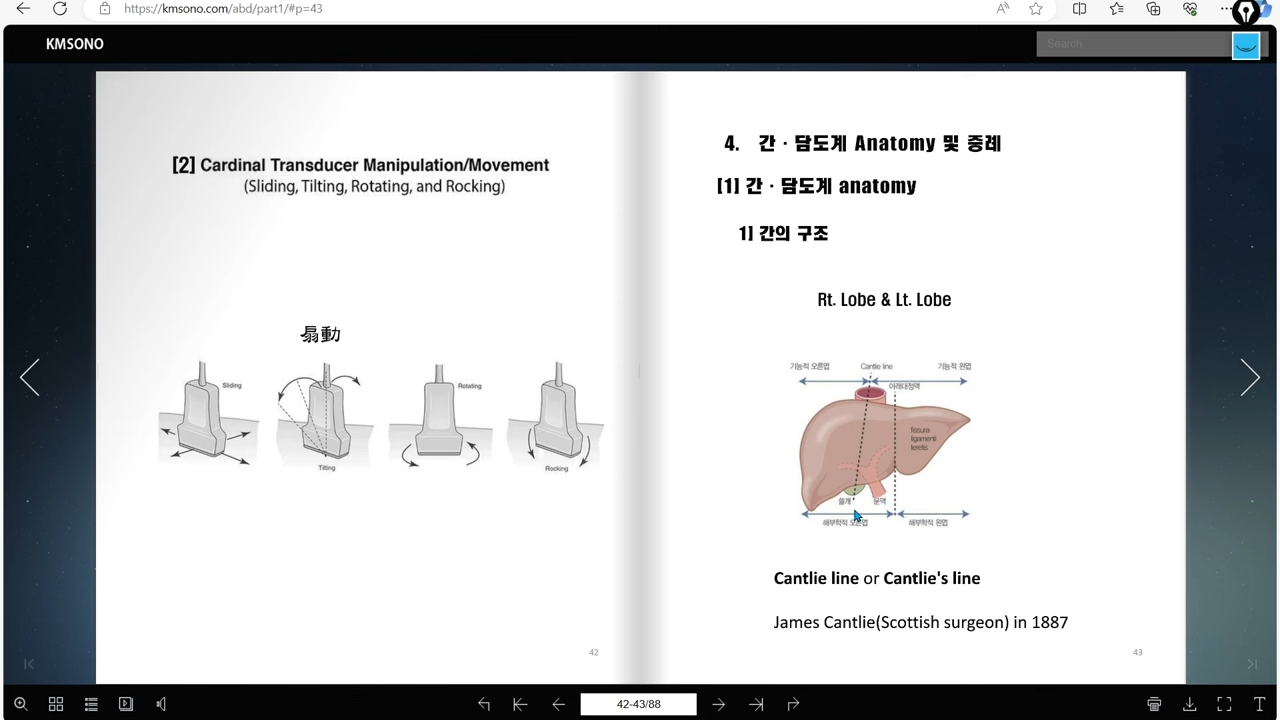 https://kmsono.com/abd/part1/#p=43
KMSONO
Search
[2] Cardinal Transducer Manipulation/Movement
(Sliding, Tilting, Rotating, and Rocking)
扇動
Sliding
Tilting
Rotating
Rocking
42
4. 간 · 담도계 Anatomy 및 증례
[1] 간 · 담도계 anatomy
1] 간의 구조
Rt. Lobe & Lt. Lobe
기능적 오른엽
Cantlie line
기능적 왼엽
아래대정맥
fissura
ligamenti
teretis
쓸개
문맥
해부학적 오른엽
해부학적 왼엽
Cantlie line or Cantlie's line
James Cantlie(Scottish surgeon) in 1887
43
42-43/88